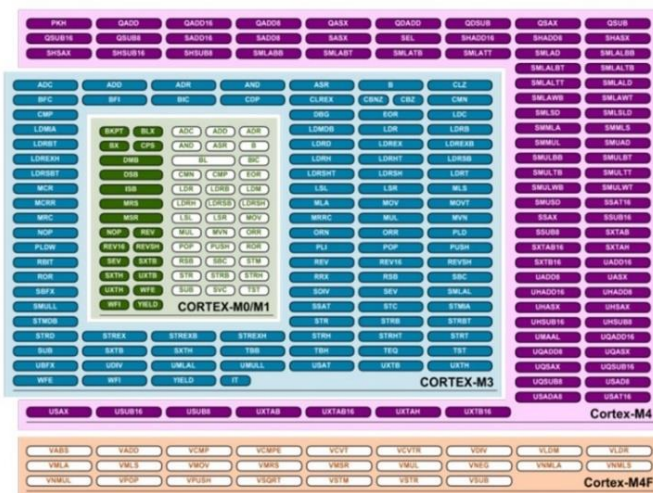 PKH QADD QADD16 QADD8 QASX QDADD QDSUB QSAX QSUB
QSUB16 QSUB8 SADD16 SADD8 SASX SEL SHADD16 SHADD8 SHASX
SHSAX SHSUB16 SHSUB8 SMLABB SMLABT SMLATB SMLATT SMLAD SMLALBB
SMLALBT SMLALTB
ADC ADD ADR AND ASR B CLZ SMLALTT SMLALD
BFC BFI BIC CDP CLREX CBNZ CBZ CMN SMLAWB SMLAWT
CMP DBG EOR LDC SMLSD SMLSLD
LDMIA BKPT BLX ADC ADD ADR LDMDB LDR LDRB SMMLA SMMLS
LDRBT BX CPS AND ASR B LDRD LDREX LDREXB SMMUL SMUAD
LDREXH DMB BL BIC LDRH LDRHT LDRSB SMULBB SMULBT
LDRSBT DSB CMN CMP EOR LDRSHT LDRSH LDRT SMULTB SMULTT
MCR ISB LDR LDRB LDM LSL LSR MLS SMULWB SMULWT
MCRR MRS LDRH LDRSB LDRSH MLA MOV MOVT SMUSD SSAT16
MRC MSR LSL LSR MOV MRRC MUL MVN SSAX SSUB16
NOP NOP REV MUL MVN ORR ORN ORR PLD SSUB8 SXTAB
PLDW REV16 REVSH POP PUSH ROR PLI POP PUSH SXTAB16 SXTAH
RBIT SEV SXTB RSB SBC STM REV REV16 REVSH SXTB16 UADD16
ROR SXTH UXTB STR STRB STRH RRX RSB SBC UADD8 UASX
SBFX UXTH WFE SUB SVC TST SDIV SEV SMLAL UHADD16 UHADD8
SMULL WFI YIELD CORTEX-M0/M1 SSAT STC STMIA UHASX UHSAX
STMDB STR STRB STRBT UHSUB16 UHSUB8
STRD STREX STREXB STREXH STRH STRHT STRT UMAAL UQADD16
SUB SXTB SXTH TBB TBH TEQ TST UQADD8 UQASX
UBFX UDIV UMLAL UMULL USAT UXTB UXTH UQSAX UQSUB16
WFE WFI YIELD IT CORTEX-M3 UQSUB8 USAD8
USADA8 USAT16
USAX USUB16 USUB8 UXTAB UXTAB16 UXTAH UXTB16 Cortex-M4
VABS VADD VCMP VCMPE VCVT VCVTR VDIV VLDM VLDR
VMLA VMLS VMOV VMRS VMSR VMUL VNEG VNMLA VNMLS
VNMUL VPOP VPUSH VSQRT VSTM VSTR VSUB Cortex-M4F